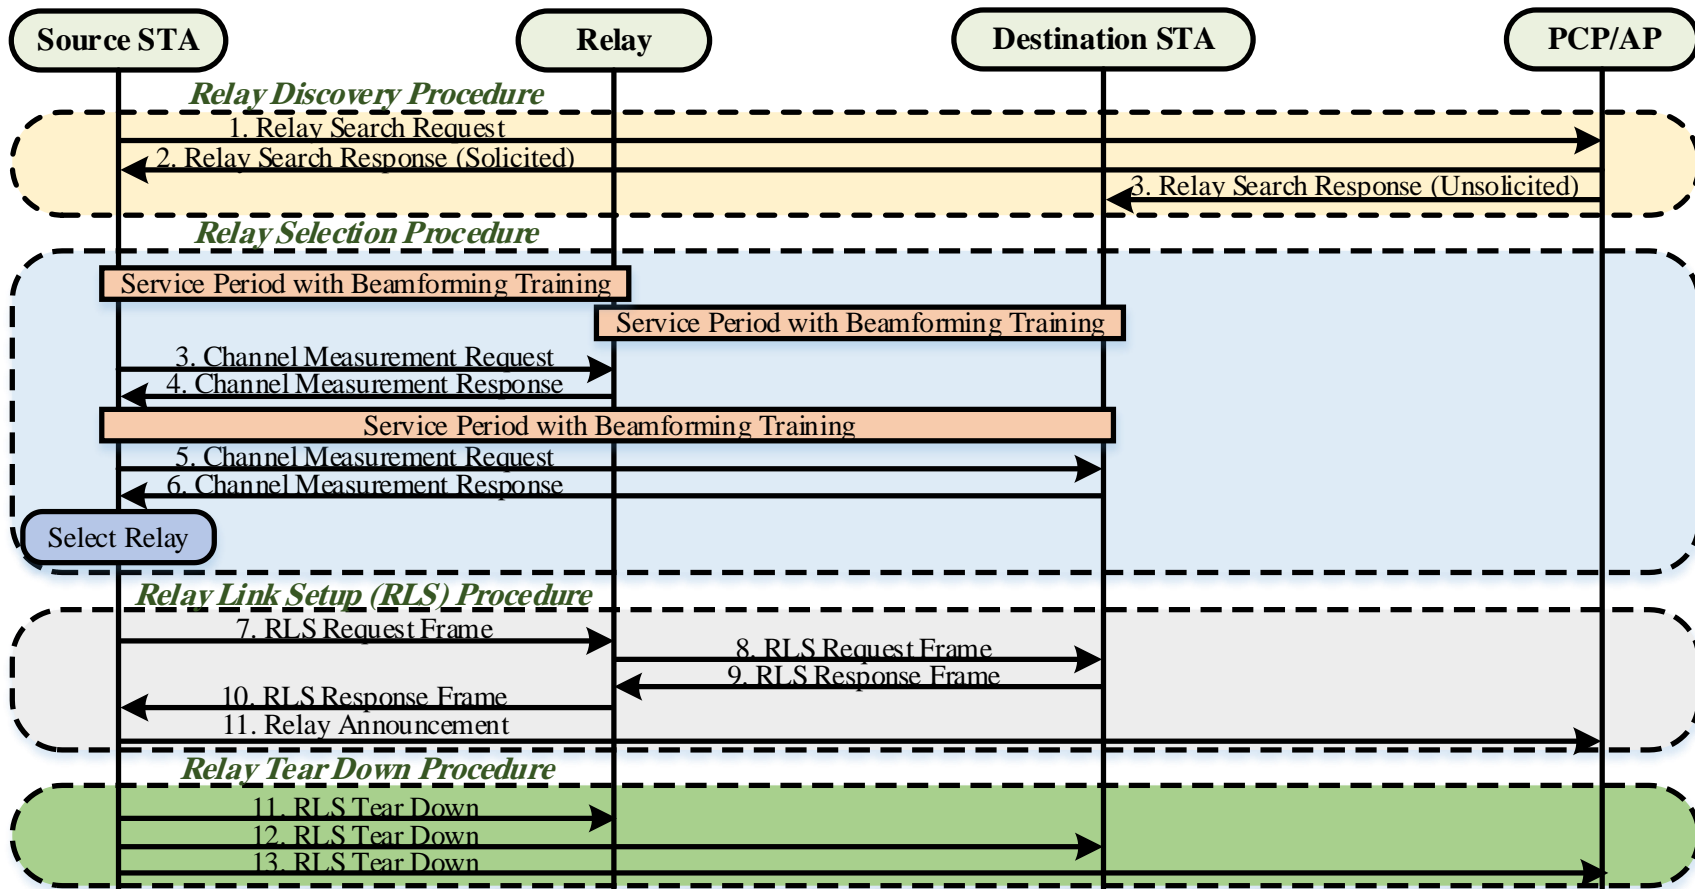 Source STA
Relay
Destination STA
PCP/AP
Relay Discovery Procedure
1. Relay Search Request
2. Relay Search Response (Solicited)
3. Relay Search Response (Unsolicited)
Relay Selection Procedure
Service Period with Beamforming Training
Service Period with Beamforming Training
3. Channel Measurement Request
4. Channel Measurement Response
Service Period with Beamforming Training
5. Channel Measurement Request
6. Channel Measurement Response
Select Relay
Relay Link Setup (RLS) Procedure
7. RLS Request Frame
8. RLS Request Frame
9. RLS Response Frame
10. RLS Response Frame
11. Relay Announcement
Relay Tear Down Procedure
11. RLS Tear Down
12. RLS Tear Down
13. RLS Tear Down